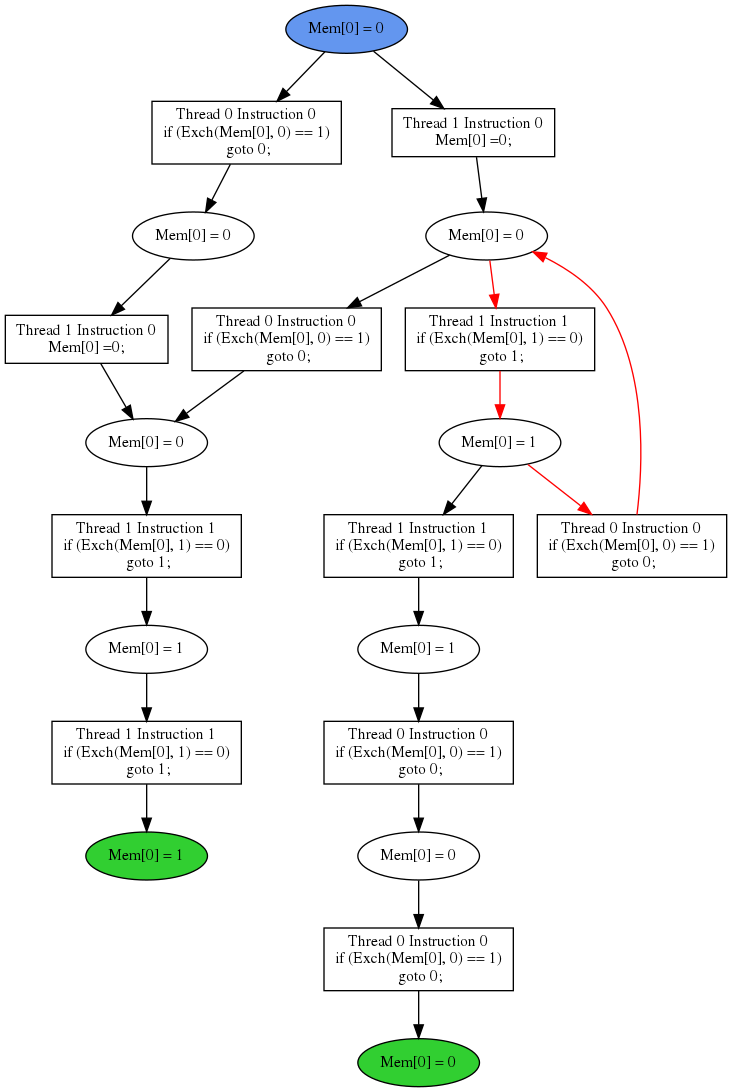 Mem[0] = 0
Thread 0 Instruction 0
if (Exch(Mem[0], 0) == 1)
goto 0;
Thread 1 Instruction 0
Mem[0] =0;
Mem[0] = 0
Mem[0] = 0
Thread 1 Instruction 0
Mem[0] =0;
Thread 0 Instruction 0
if (Exch(Mem[0], 0) == 1)
goto 0;
Thread 1 Instruction 1
if (Exch(Mem[0], 1) == 0)
goto 1;
Mem[0] = 0
Mem[0] = 1
Thread 1 Instruction 1
if (Exch(Mem[0], 1) == 0)
goto 1;
Thread 1 Instruction 1
if (Exch(Mem[0], 1) == 0)
goto 1;
Thread 0 Instruction 0
if (Exch(Mem[0], 0) == 1)
goto 0;
Mem[0] = 1
Mem[0] = 1
Thread 1 Instruction 1
if (Exch(Mem[0], 1) == 0)
goto 1;
Thread 0 Instruction 0
if (Exch(Mem[0], 0) == 1)
goto 0;
Mem[0] = 1
Mem[0] = 0
Thread 0 Instruction 0
if (Exch(Mem[0], 0) == 1)
goto 0;
Mem[0] = 0